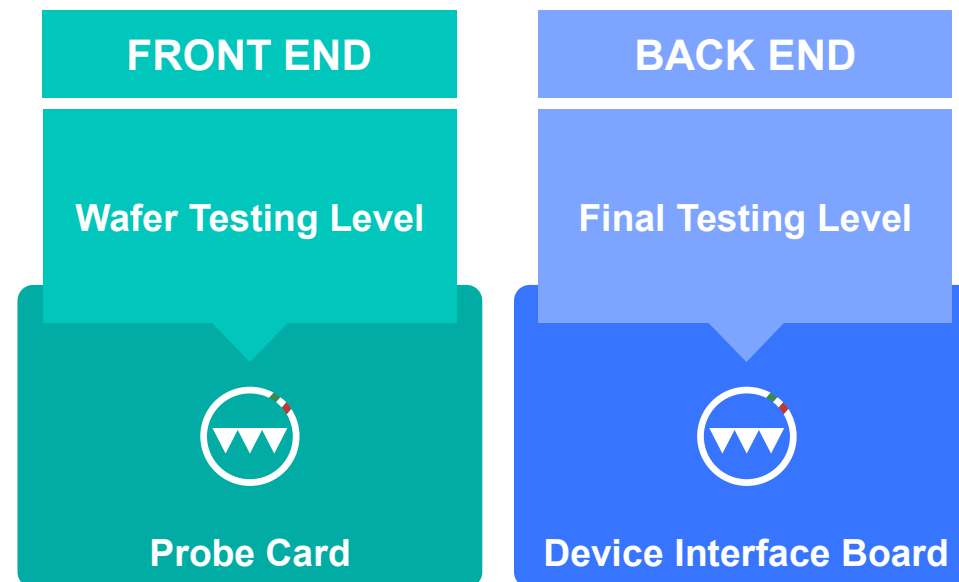 FRONT END
Wafer Testing Level
Probe Card
BACK END
Final Testing Level
Device Interface Board